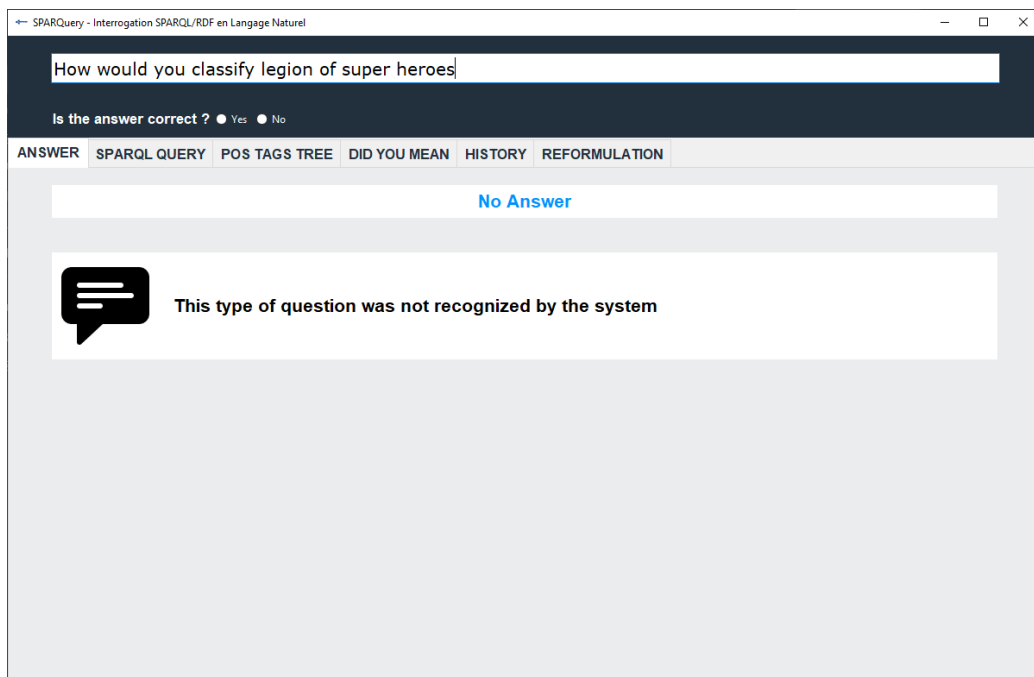 SPARQuery - Interrogation SPARQL/RDF en Langage Naturel
How would you classify legion of super heroes
Is the answer correct ? Yes No
ANSWER SPARQL QUERY POS TAGS TREE DID YOU MEAN HISTORY REFORMULATION
No Answer
This type of question was not recognized by the system